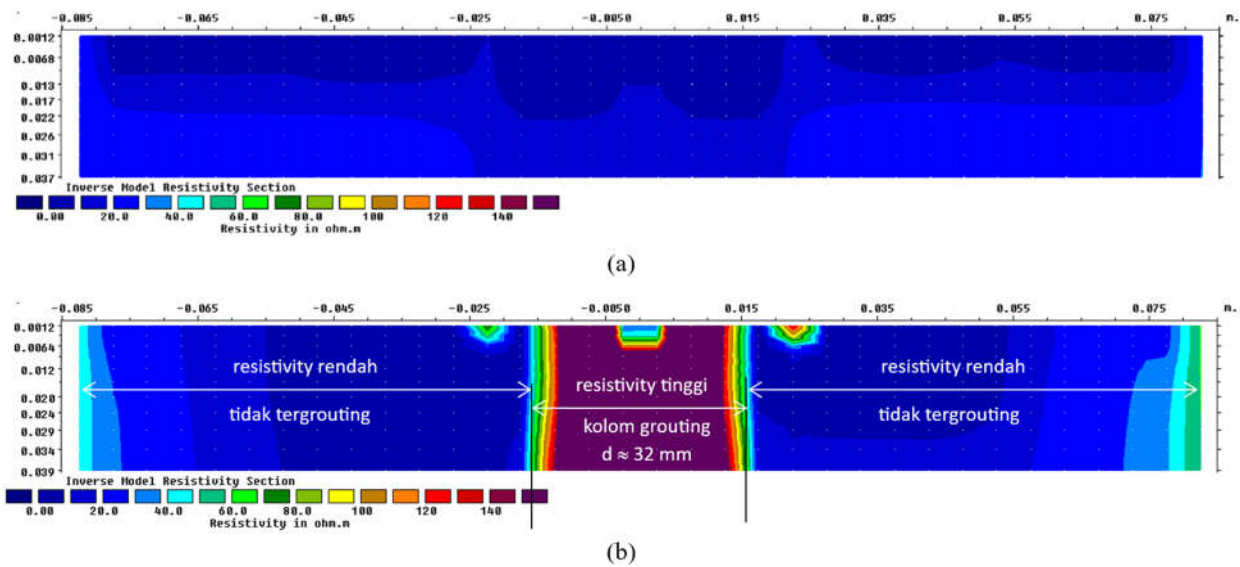 -0.085 -0.065 -0.045 -0.025 -0.0050 0.015 0.035 0.055 0.075 m.
0.0012
0.0068
0.013
0.017
0.022
0.026
0.031
0.037
Inverse Model Resistivity Section
0.00 20.0 40.0 60.0 80.0 100 120 140
Resistivity in ohm.m
(a)
-0.085 -0.065 -0.045 -0.025 -0.0050 0.015 0.035 0.055 0.075 m.
0.0012
0.0064
0.012
0.020
0.024
0.029
0.034
0.039
resistivity rendah
tidak tergrouting
resistivity tinggi
kolom grouting
d ≈ 32 mm
resistivity rendah
tidak tergrouting
Inverse Model Resistivity Section
0.00 20.0 40.0 60.0 80.0 100 120 140
Resistivity in ohm.m
(b)